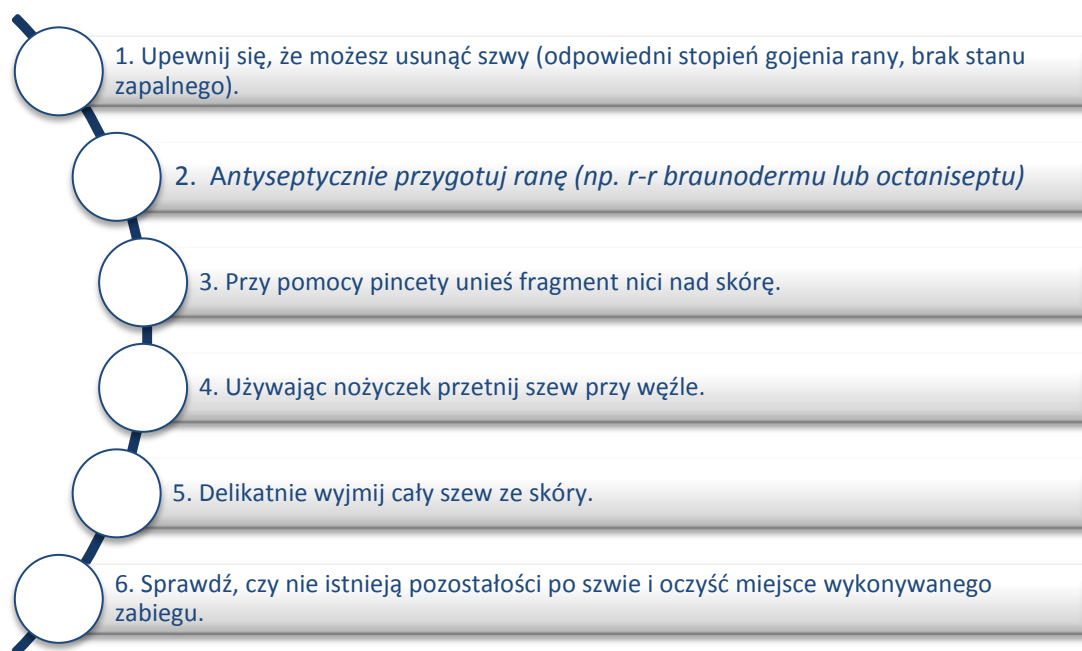 1. Upewnij się, że możesz usunąć szwy (odpowiedni stopień gojenia rany, brak stanu
zapalnego).
2. Antyseptycznie przygotuj ranę (np. r-r braunodermu lub octaniseptu)
3. Przy pomocy pincety unieś fragment nici nad skórę.
4. Używając nożyczek przetnij szew przy węźle.
5. Delikatnie wyjmij cały szew ze skóry.
6. Sprawdź, czy nie istnieją pozostałości po szwie i oczyść miejsce wykonywanego
zabiegu.